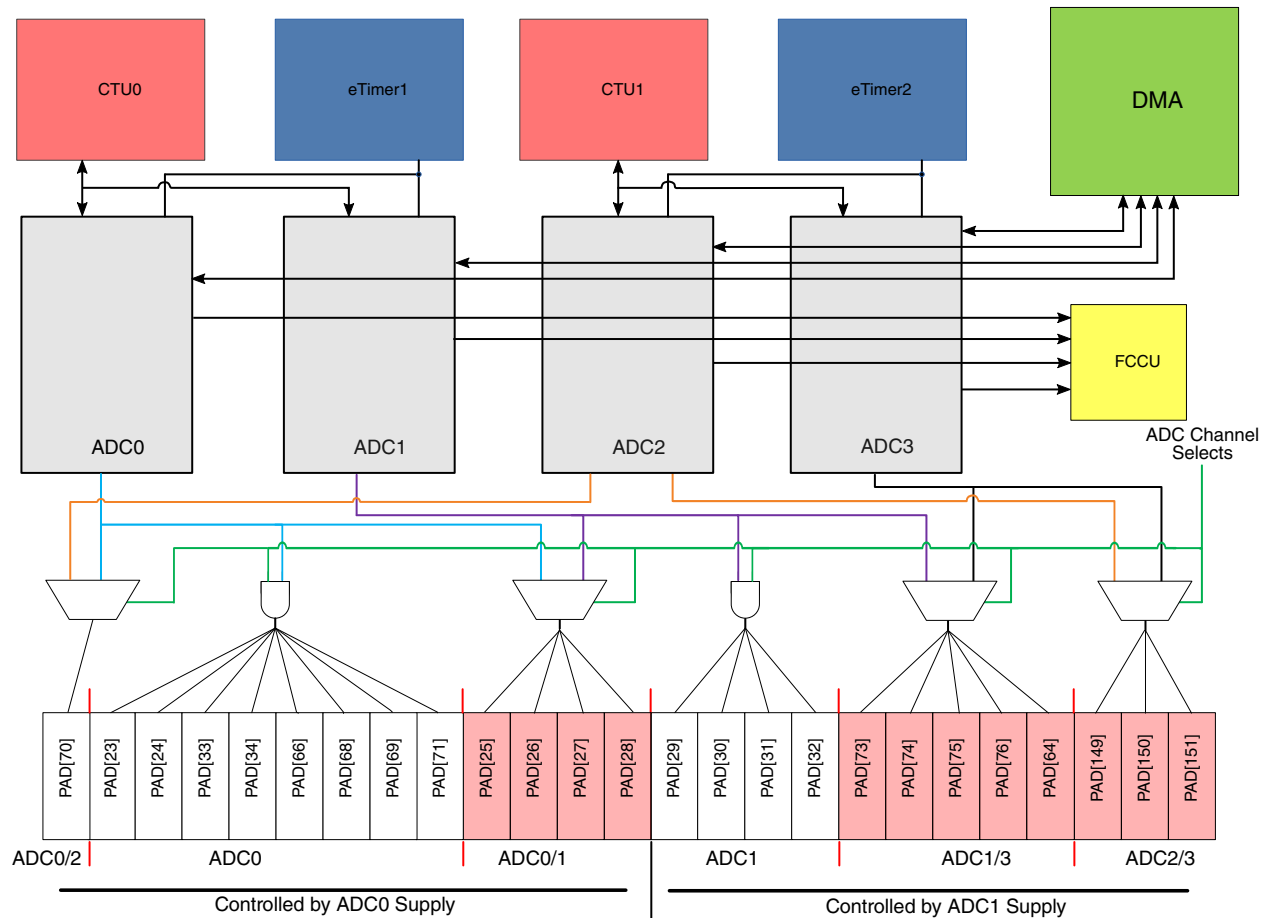 CTU0
eTimer1
CTU1
eTimer2
DMA
FCCU
ADC0
ADC1
ADC2
ADC3
ADC Channel
Selects
PAD[70]
PAD[23]
PAD[24]
PAD[33]
PAD[34]
PAD[66]
PAD[68]
PAD[69]
PAD[71]
PAD[25]
PAD[26]
PAD[27]
PAD[28]
PAD[29]
PAD[30]
PAD[31]
PAD[32]
PAD[73]
PAD[74]
PAD[75]
PAD[76]
PAD[64]
PAD[149]
PAD[150]
PAD[151]
ADC0/2
ADC0
ADC0/1
ADC1
ADC1/3
ADC2/3
Controlled by ADC0 Supply
Controlled by ADC1 Supply